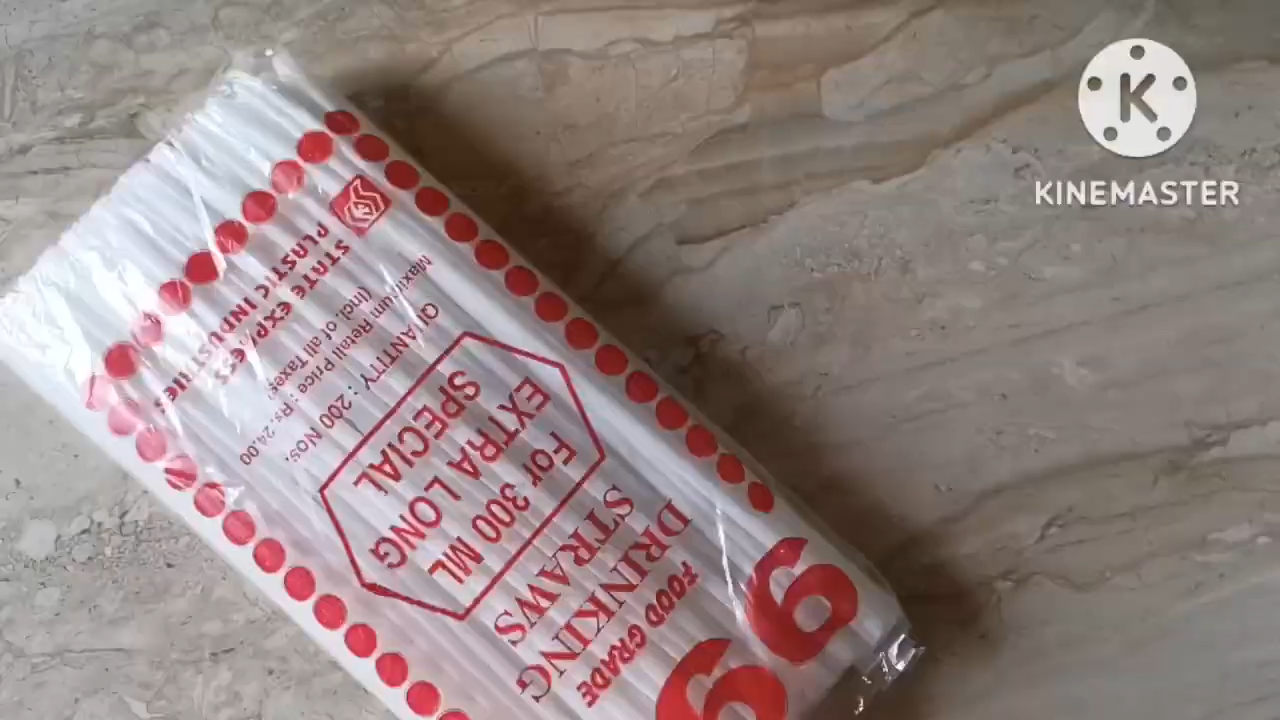 99
FOOD GRADE
DRINKING
STRAWS
For 300 ML
EXTRA LONG
SPECIAL
QUANTITY : 200 Nos.
Maximum Retail Price : Rs. 24.00
(Incl. of all Taxes)
STATE EXPRESS
PLASTIC INDUSTRIES
K
KINEMASTER